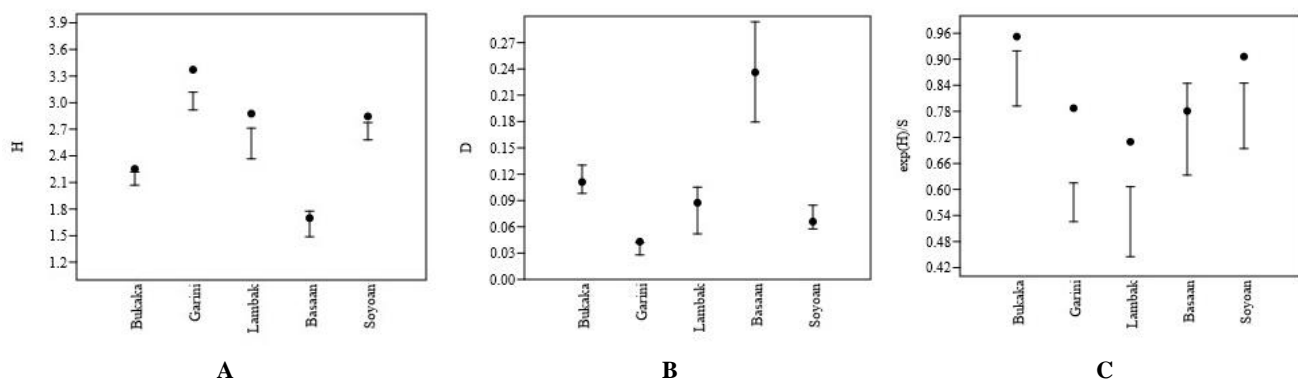 H
3.9
3.6
3.3
3.0
2.7
2.4
2.1
1.8
1.5
1.2
Bukaka
Garini
Lambak
Basaan
Soyoan
A
D
0.27
0.24
0.21
0.18
0.15
0.12
0.09
0.06
0.03
0.00
Bukaka
Garini
Lambak
Basaan
Soyoan
B
exp(H)/S
0.96
0.90
0.84
0.78
0.72
0.66
0.60
0.54
0.48
0.42
Bukaka
Garini
Lambak
Basaan
Soyoan
C